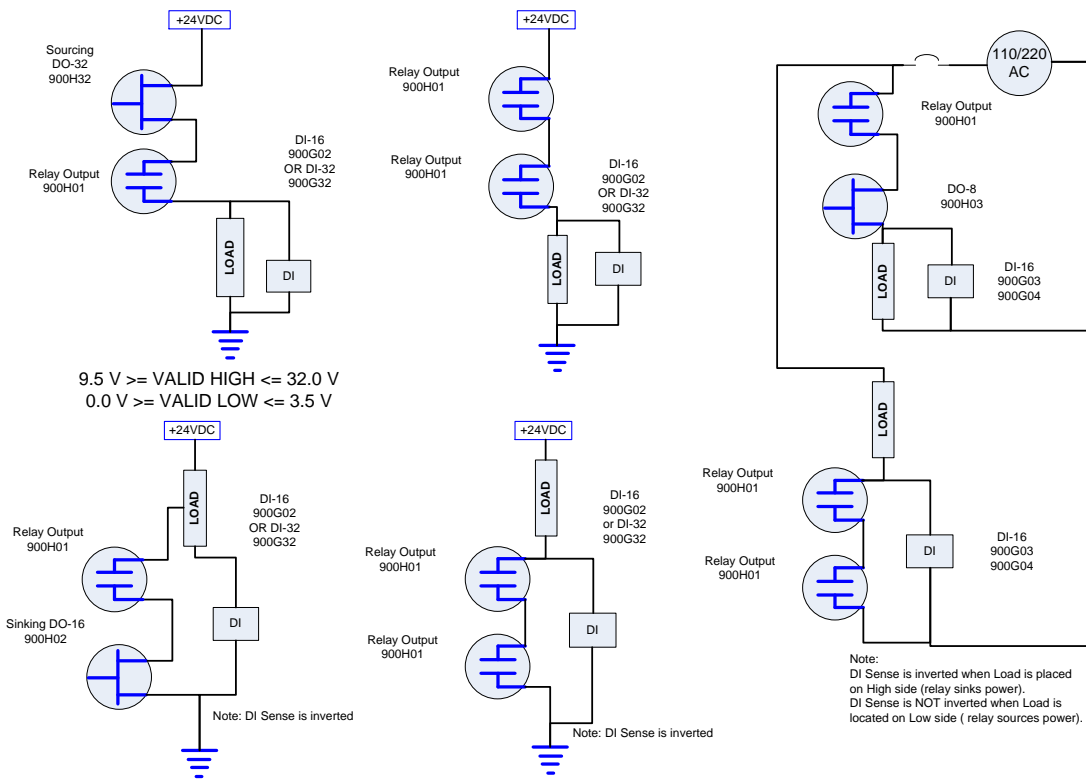 +24VDC
Sourcing
DO-32
900H32
Relay Output
900H01
DI-16
900G02
OR DI-32
900G32
LOAD
DI
9.5 V >= VALID HIGH <= 32.0 V
0.0 V >= VALID LOW <= 3.5 V
+24VDC
Relay Output
900H01
Relay Output
900H01
DI-16
900G02
OR DI-32
900G32
LOAD
DI
110/220
AC
Relay Output
900H01
DO-8
900H03
LOAD
DI
DI-16
900G03
900G04
+24VDC
LOAD
DI-16
900G02
OR DI-32
900G32
Relay Output
900H01
Sinking DO-16
900H02
DI
Note: DI Sense is inverted
+24VDC
LOAD
DI-16
900G02
or DI-32
900G32
Relay Output
900H01
Relay Output
900H01
DI
Note: DI Sense is inverted
LOAD
Relay Output
900H01
Relay Output
900H01
DI
DI-16
900G03
900G04
Note:
DI Sense is inverted when Load is placed
on High side (relay sinks power).
DI Sense is NOT inverted when Load is
located on Low side ( relay sources power).